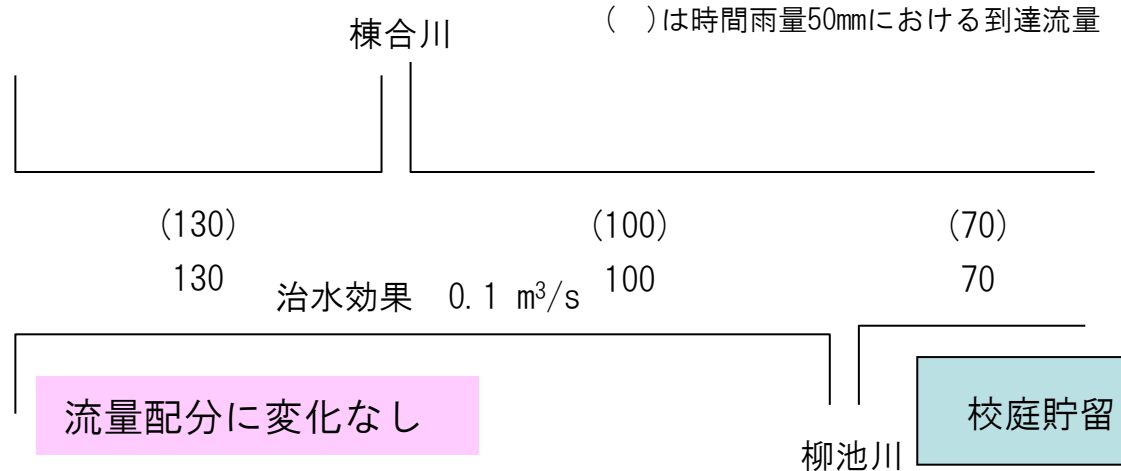 ( )は時間雨量50mmにおける到達流量
棟合川
(130) (100) (70)
130 100 70
治水効果 0.1 m³/s
流量配分に変化なし
校庭貯留
柳池川